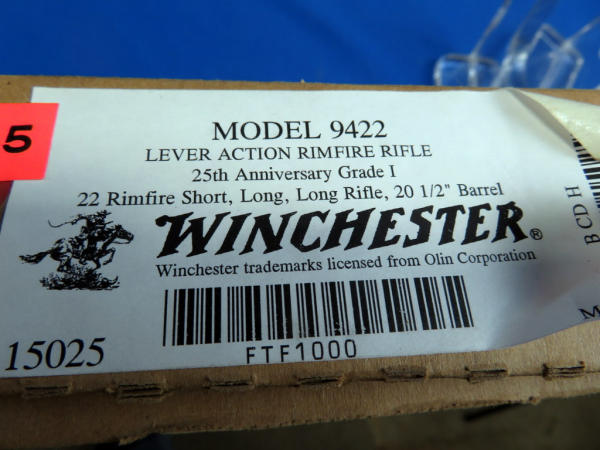 5
MODEL 9422
LEVER ACTION RIMFIRE RIFLE
25th Anniversary Grade I
22 Rimfire Short, Long, Long Rifle, 20 1/2" Barrel
WINCHESTER®
Winchester trademarks licensed from Olin Corporation
15025
FTF1000
B CD H
M